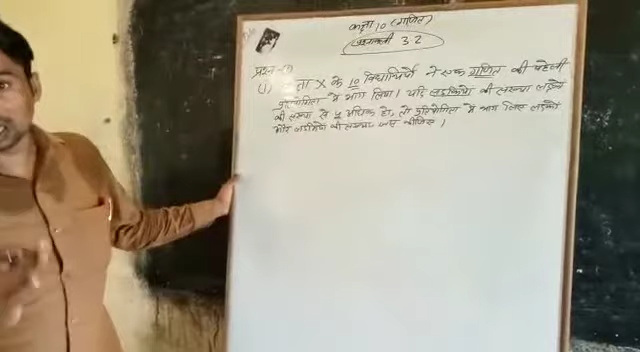 कक्षा 10 (गणित)
प्रश्नावली 3.2
प्रश्न-(1)
(i) कक्षा X के 10 विद्यार्थियों ने एक गणित की पहेली
प्रतियोगिता में भाग लिया। यदि लड़कियों की संख्या लड़कों
की संख्या से 4 अधिक हो, तो प्रतियोगिता में भाग लिए लड़कों
और लड़कियों की संख्या ज्ञात कीजिए।